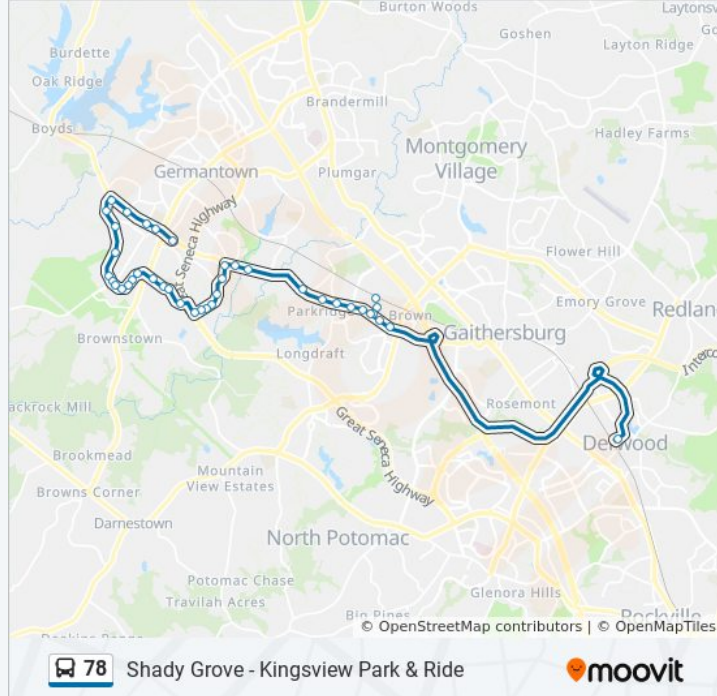 Burton Woods
Laytonsv
Goshen
Go
Burdette
Layton Ridge
Oak Ridge
Brandermill
Boyds
Hadley Farms
Montgomery
Village
Germantown
Plumgar
Great Seneca Highway
Flower Hill
Emory Grove
Redlan
Parkridge
Brown
Gaithersburg
Brownstown
Longdraft
Interc
ackrock Mill
Rosemont
Great Seneca Highway
Derwood
Brookmead
Mountain
View Estates
Browns Corner
Darnestown
North Potomac
Potomac Chase
Travilah Acres
Glenora Hills
Big Pines
Rockville
© OpenStreetMap contributors | © OpenMapTiles
78 Shady Grove - Kingsview Park & Ride
moovit